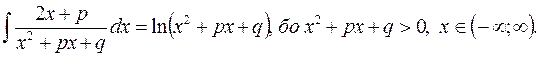 ∫ (2x + p)/(x² + px + q) dx = ln(x² + px + q), бо x² + px + q > 0, x ∈ (−∞; ∞).